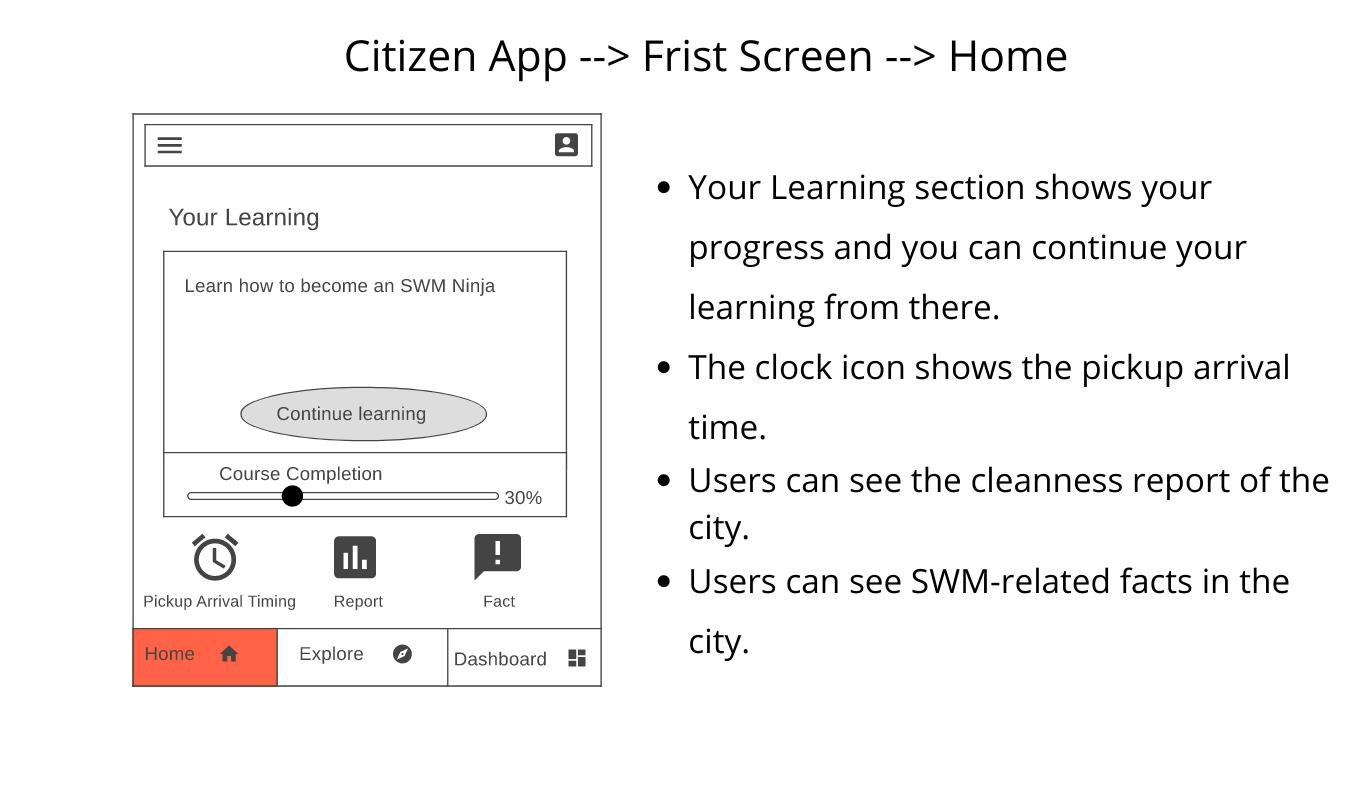 Citizen App --> Frist Screen --> Home
Your Learning
Learn how to become an SWM Ninja
Continue learning
Course Completion
30%
Pickup Arrival Timing
Report
Fact
Home
Explore
Dashboard
• Your Learning section shows your
progress and you can continue your
learning from there.
• The clock icon shows the pickup arrival
time.
• Users can see the cleanness report of the
city.
• Users can see SWM-related facts in the
city.